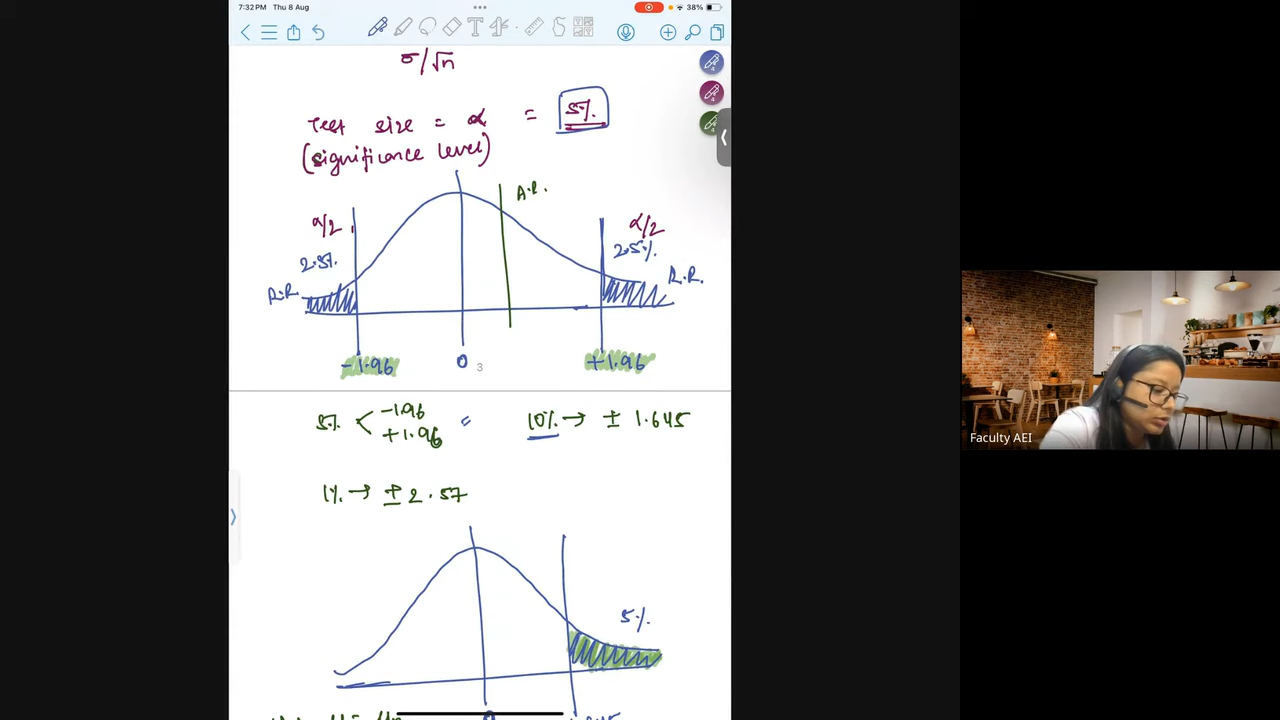 7:32 PM Thu 8 Aug
38%
σ/√n
Test size = α = 5%
(significance level)
A.R.
α/2
α/2
2.5%
2.5%
R.R.
R.R.
-1.96
0
+1.96
3
5% < -1.96
+1.96
10% → ± 1.645
1% → ± 2.57
5%
Faculty AEI